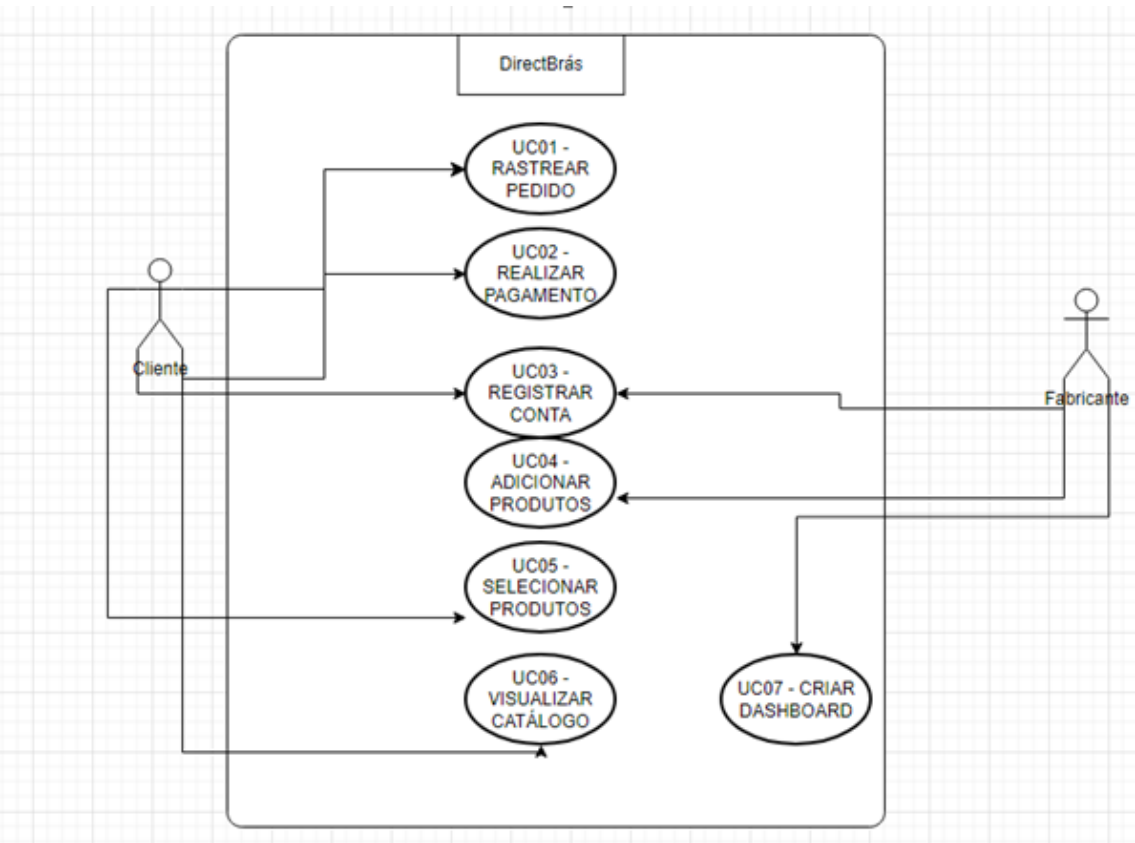 DirectBrás
UC01 -
RASTREAR
PEDIDO
UC02 -
REALIZAR
PAGAMENTO
Cliente
UC03 -
REGISTRAR
CONTA
Fabricante
UC04 -
ADICIONAR
PRODUTOS
UC05 -
SELECIONAR
PRODUTOS
UC06 -
VISUALIZAR
CATÁLOGO
UC07 - CRIAR
DASHBOARD